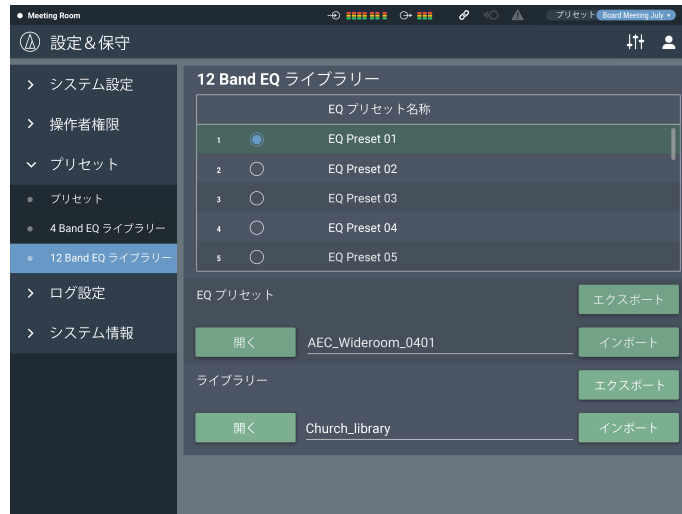 Meeting Room
プリセット Board Meeting July
設定＆保守
システム設定
操作者権限
プリセット
プリセット
4 Band EQ ライブラリー
12 Band EQ ライブラリー
ログ設定
システム情報
12 Band EQ ライブラリー
EQ プリセット名称
1 EQ Preset 01
2 EQ Preset 02
3 EQ Preset 03
4 EQ Preset 04
5 EQ Preset 05
EQ プリセット
エクスポート
開く AEC_Wideroom_0401 インポート
ライブラリー
エクスポート
開く Church_library インポート